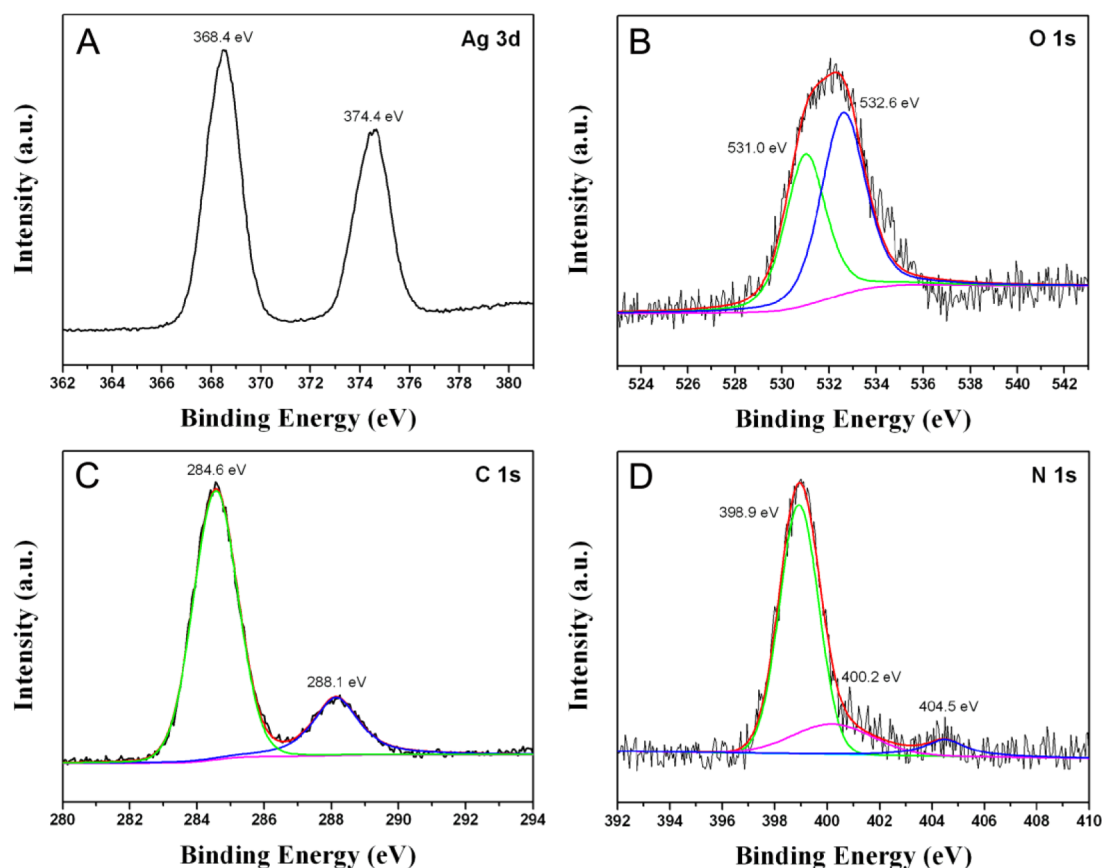 A
Ag 3d
368.4 eV
374.4 eV
Intensity (a.u.)
362 364 366 368 370 372 374 376 378 380
Binding Energy (eV)
B
O 1s
532.6 eV
531.0 eV
Intensity (a.u.)
524 526 528 530 532 534 536 538 540 542
Binding Energy (eV)
C
C 1s
284.6 eV
288.1 eV
Intensity (a.u.)
280 282 284 286 288 290 292 294
Binding Energy (eV)
D
N 1s
398.9 eV
400.2 eV
404.5 eV
Intensity (a.u.)
392 394 396 398 400 402 404 406 408 410
Binding Energy (eV)